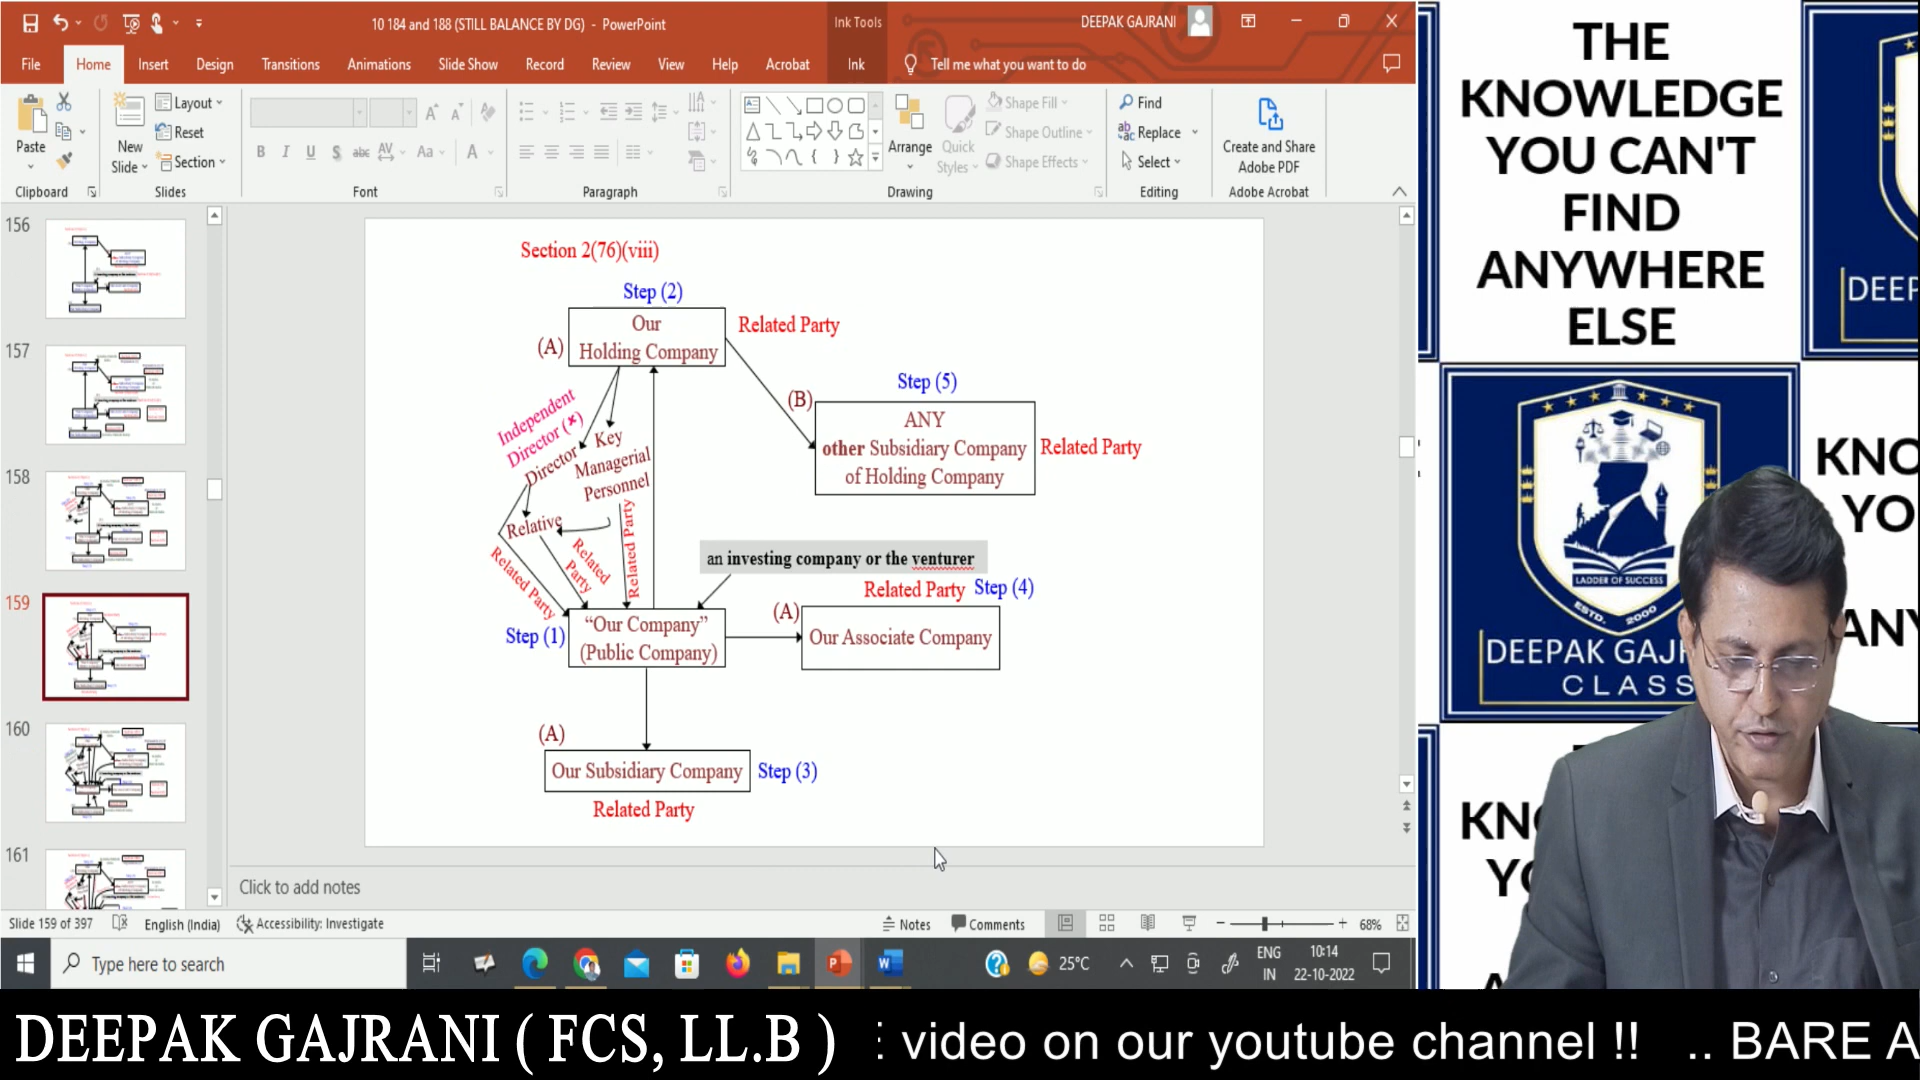 10 184 and 188 (STILL BALANCE BY DG) - PowerPoint
Ink Tools
DEEPAK GAJRANI
File Home Insert Design Transitions Animations Slide Show Record Review View Help Acrobat Ink Tell me what you want to do
Paste
Clipboard
New Slide
Layout
Reset
Section
Slides
B I U S abc AV Aa A
Font
Paragraph
Arrange
Quick Styles
Shape Fill
Shape Outline
Shape Effects
Drawing
Find
Replace
Select
Editing
Create and Share
Adobe PDF
Adobe Acrobat
156
157
158
159
160
161
Section 2(76)(viii)
Step (2)
Our
Holding Company
(A)
Related Party
Step (5)
(B)
ANY
other Subsidiary Company
of Holding Company
Related Party
Independent
Director (×)
Director
Key
Managerial
Personnel
Relative
Related Party
Related
Party
Related Party
an investing company or the venturer
Related Party Step (4)
Step (1)
"Our Company"
(Public Company)
(A)
Our Associate Company
(A)
Our Subsidiary Company
Step (3)
Related Party
Click to add notes
Slide 159 of 397 English (India) Accessibility: Investigate
Notes Comments 68%
Type here to search
25°C
ENG
IN
10:14
22-10-2022
THE
KNOWLEDGE
YOU CAN'T
FIND
ANYWHERE
ELSE
DEEP
LADDER OF SUCCESS
ESTD. 2000
DEEPAK GAJR
CLASS
KNO
YO
ANY
KN
Y
DEEPAK GAJRANI ( FCS, LL.B )
video on our youtube channel !! .. BARE A